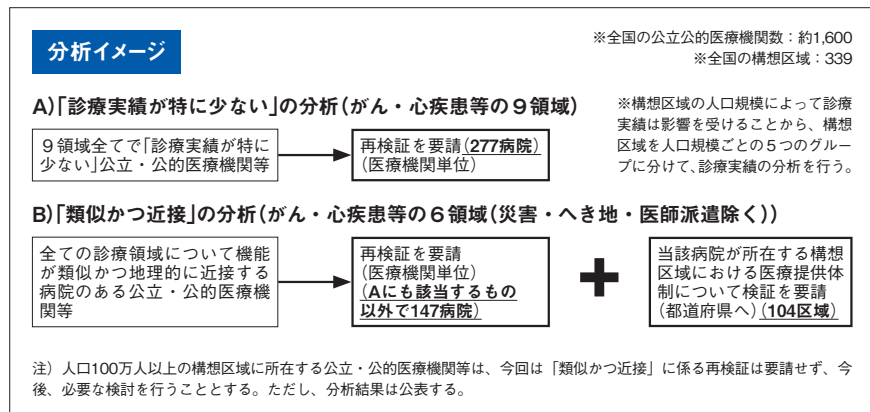 分析イメージ
※全国の公立公的医療機関数：約1,600
※全国の構想区域：339
A）「診療実績が特に少ない」の分析（がん・心疾患等の９領域）
９領域全てで「診療実績が特に
少ない」公立・公的医療機関等
再検証を要請（277病院）
（医療機関単位）
※構想区域の人口規模によって診療
実績は影響を受けることから、構想
区域を人口規模ごとの５つのグルー
プに分けて、診療実績の分析を行う。
B）「類似かつ近接」の分析（がん・心疾患等の６領域（災害・へき地・医師派遣除く））
全ての診療領域について機能
が類似かつ地理的に近接する
病院のある公立・公的医療機
関等
再検証を要請
（医療機関単位）
（Aにも該当するもの
以外で147病院）
＋
当該病院が所在する構想
区域における医療提供体
制について検証を要請
（都道府県へ）（104区域）
注）人口100万人以上の構想区域に所在する公立・公的医療機関等は、今回は「類似かつ近接」に係る再検証は要請せず、今
後、必要な検討を行うこととする。ただし、分析結果は公表する。